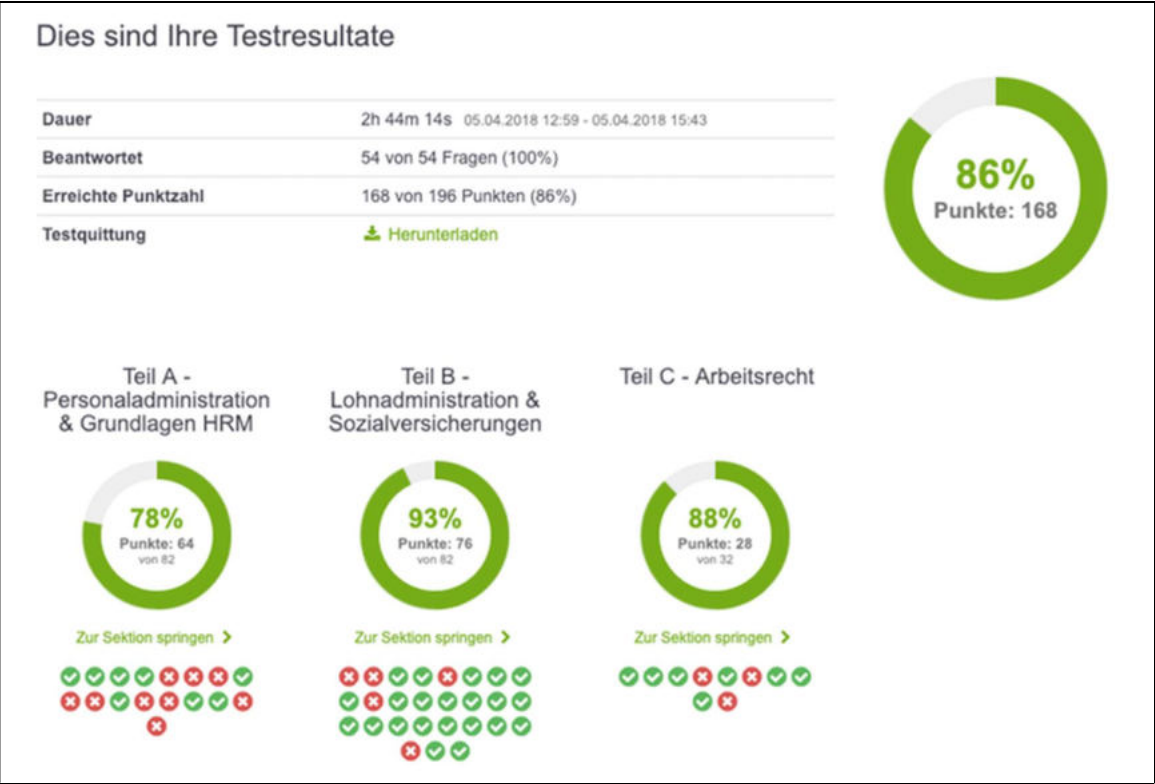 Dies sind Ihre Testresultate
Dauer 2h 44m 14s 05.04.2018 12:59 - 05.04.2018 15:43
Beantwortet 54 von 54 Fragen (100%)
Erreichte Punktzahl 168 von 196 Punkten (86%)
Testquittung Herunterladen
86%
Punkte: 168
Teil A -
Personaladministration
& Grundlagen HRM
78%
Punkte: 64
von 82
Zur Sektion springen
Teil B -
Lohnadministration &
Sozialversicherungen
93%
Punkte: 76
von 82
Zur Sektion springen
Teil C - Arbeitsrecht
88%
Punkte: 28
von 32
Zur Sektion springen